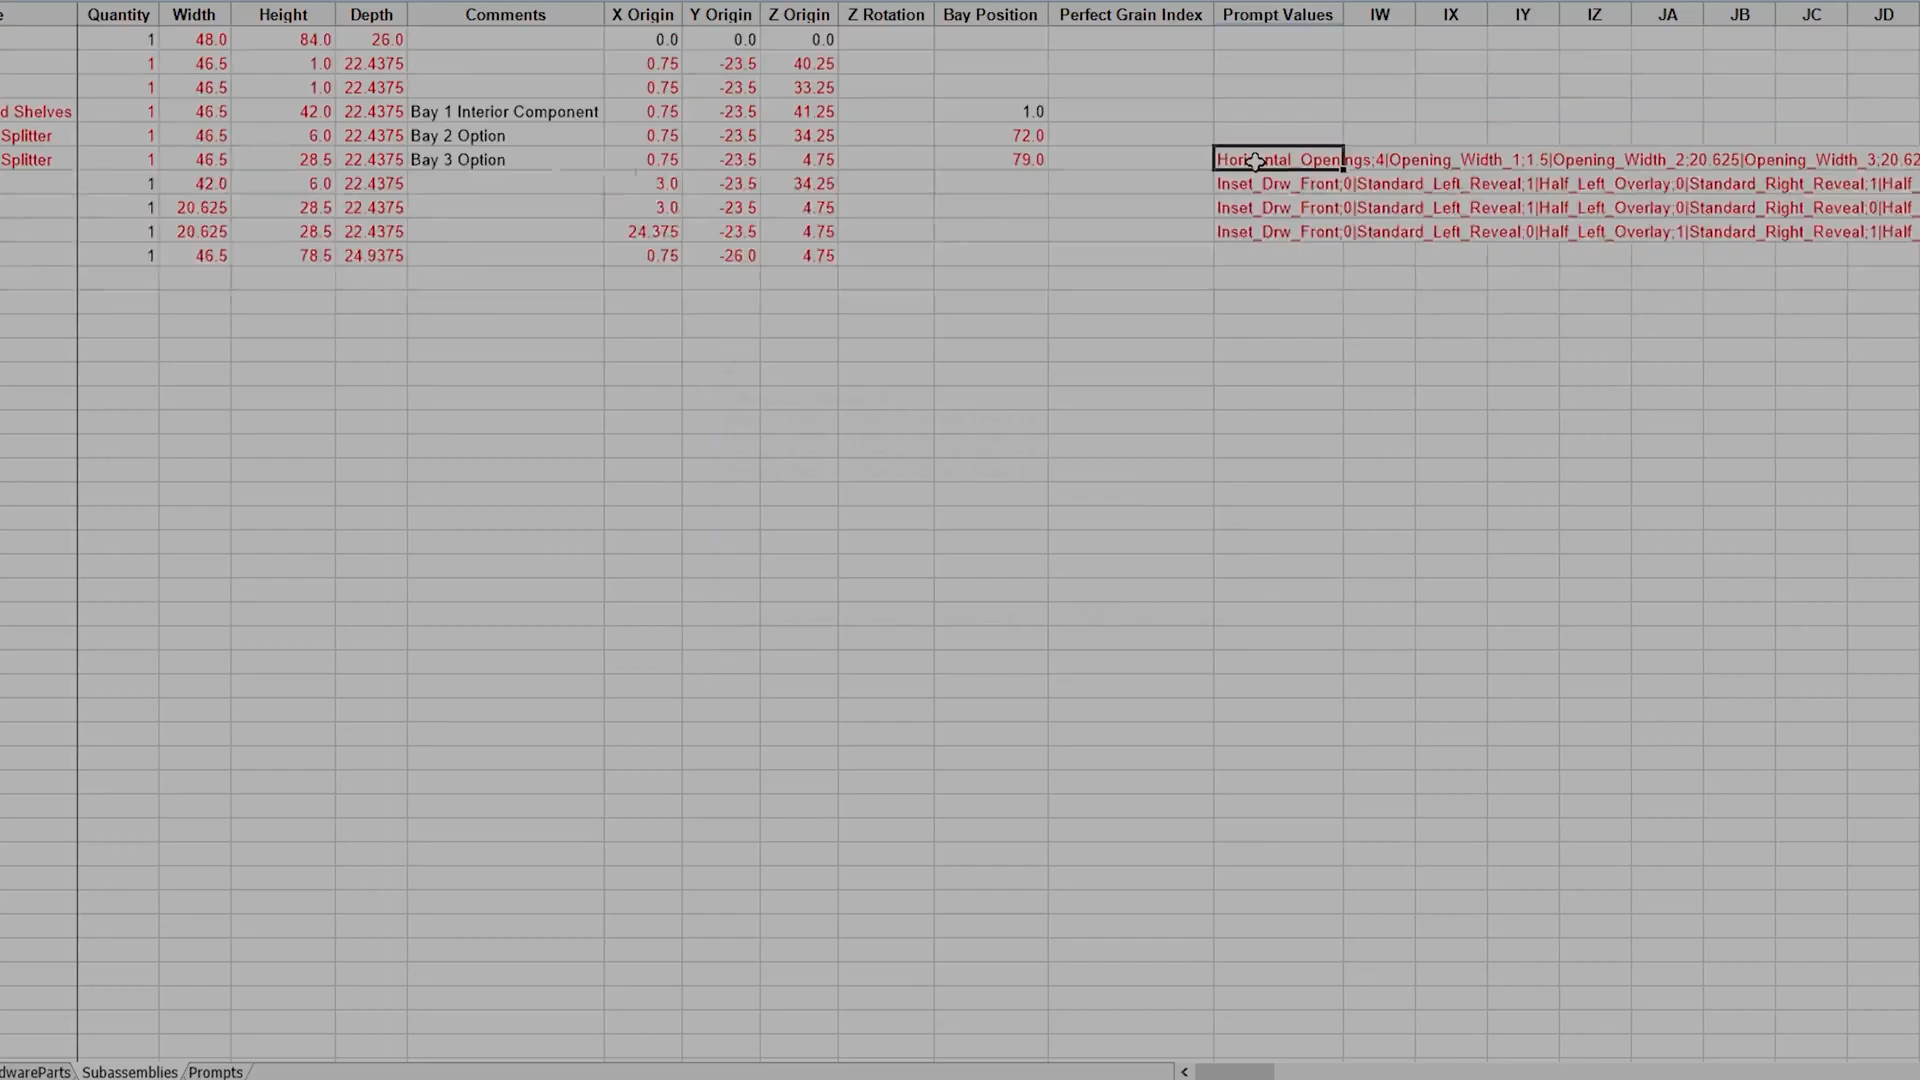 Quantity Width Height Depth Comments X Origin Y Origin Z Origin Z Rotation Bay Position Perfect Grain Index Prompt Values IW IX IY IZ JA JB JC JD
1 48.0 84.0 26.0 0.0 0.0 0.0
1 46.5 1.0 22.4375 0.75 -23.5 40.25
1 46.5 1.0 22.4375 0.75 -23.5 33.25
d Shelves 1 46.5 42.0 22.4375 Bay 1 Interior Component 0.75 -23.5 41.25 1.0
Splitter 1 46.5 6.0 22.4375 Bay 2 Option 0.75 -23.5 34.25 72.0
Splitter 1 46.5 28.5 22.4375 Bay 3 Option 0.75 -23.5 4.75 79.0 Horizontal_Openings;4|Opening_Width_1;1.5|Opening_Width_2;20.625|Opening_Width_3;20.62
1 42.0 6.0 22.4375 3.0 -23.5 34.25 Inset_Drw_Front;0|Standard_Left_Reveal;1|Half_Left_Overlay;0|Standard_Right_Reveal;1|Half_
1 20.625 28.5 22.4375 3.0 -23.5 4.75 Inset_Drw_Front;0|Standard_Left_Reveal;1|Half_Left_Overlay;0|Standard_Right_Reveal;0|Half_
1 20.625 28.5 22.4375 24.375 -23.5 4.75 Inset_Drw_Front;0|Standard_Left_Reveal;0|Half_Left_Overlay;1|Standard_Right_Reveal;1|Half_
1 46.5 78.5 24.9375 0.75 -26.0 4.75
dwareParts Subassemblies Prompts